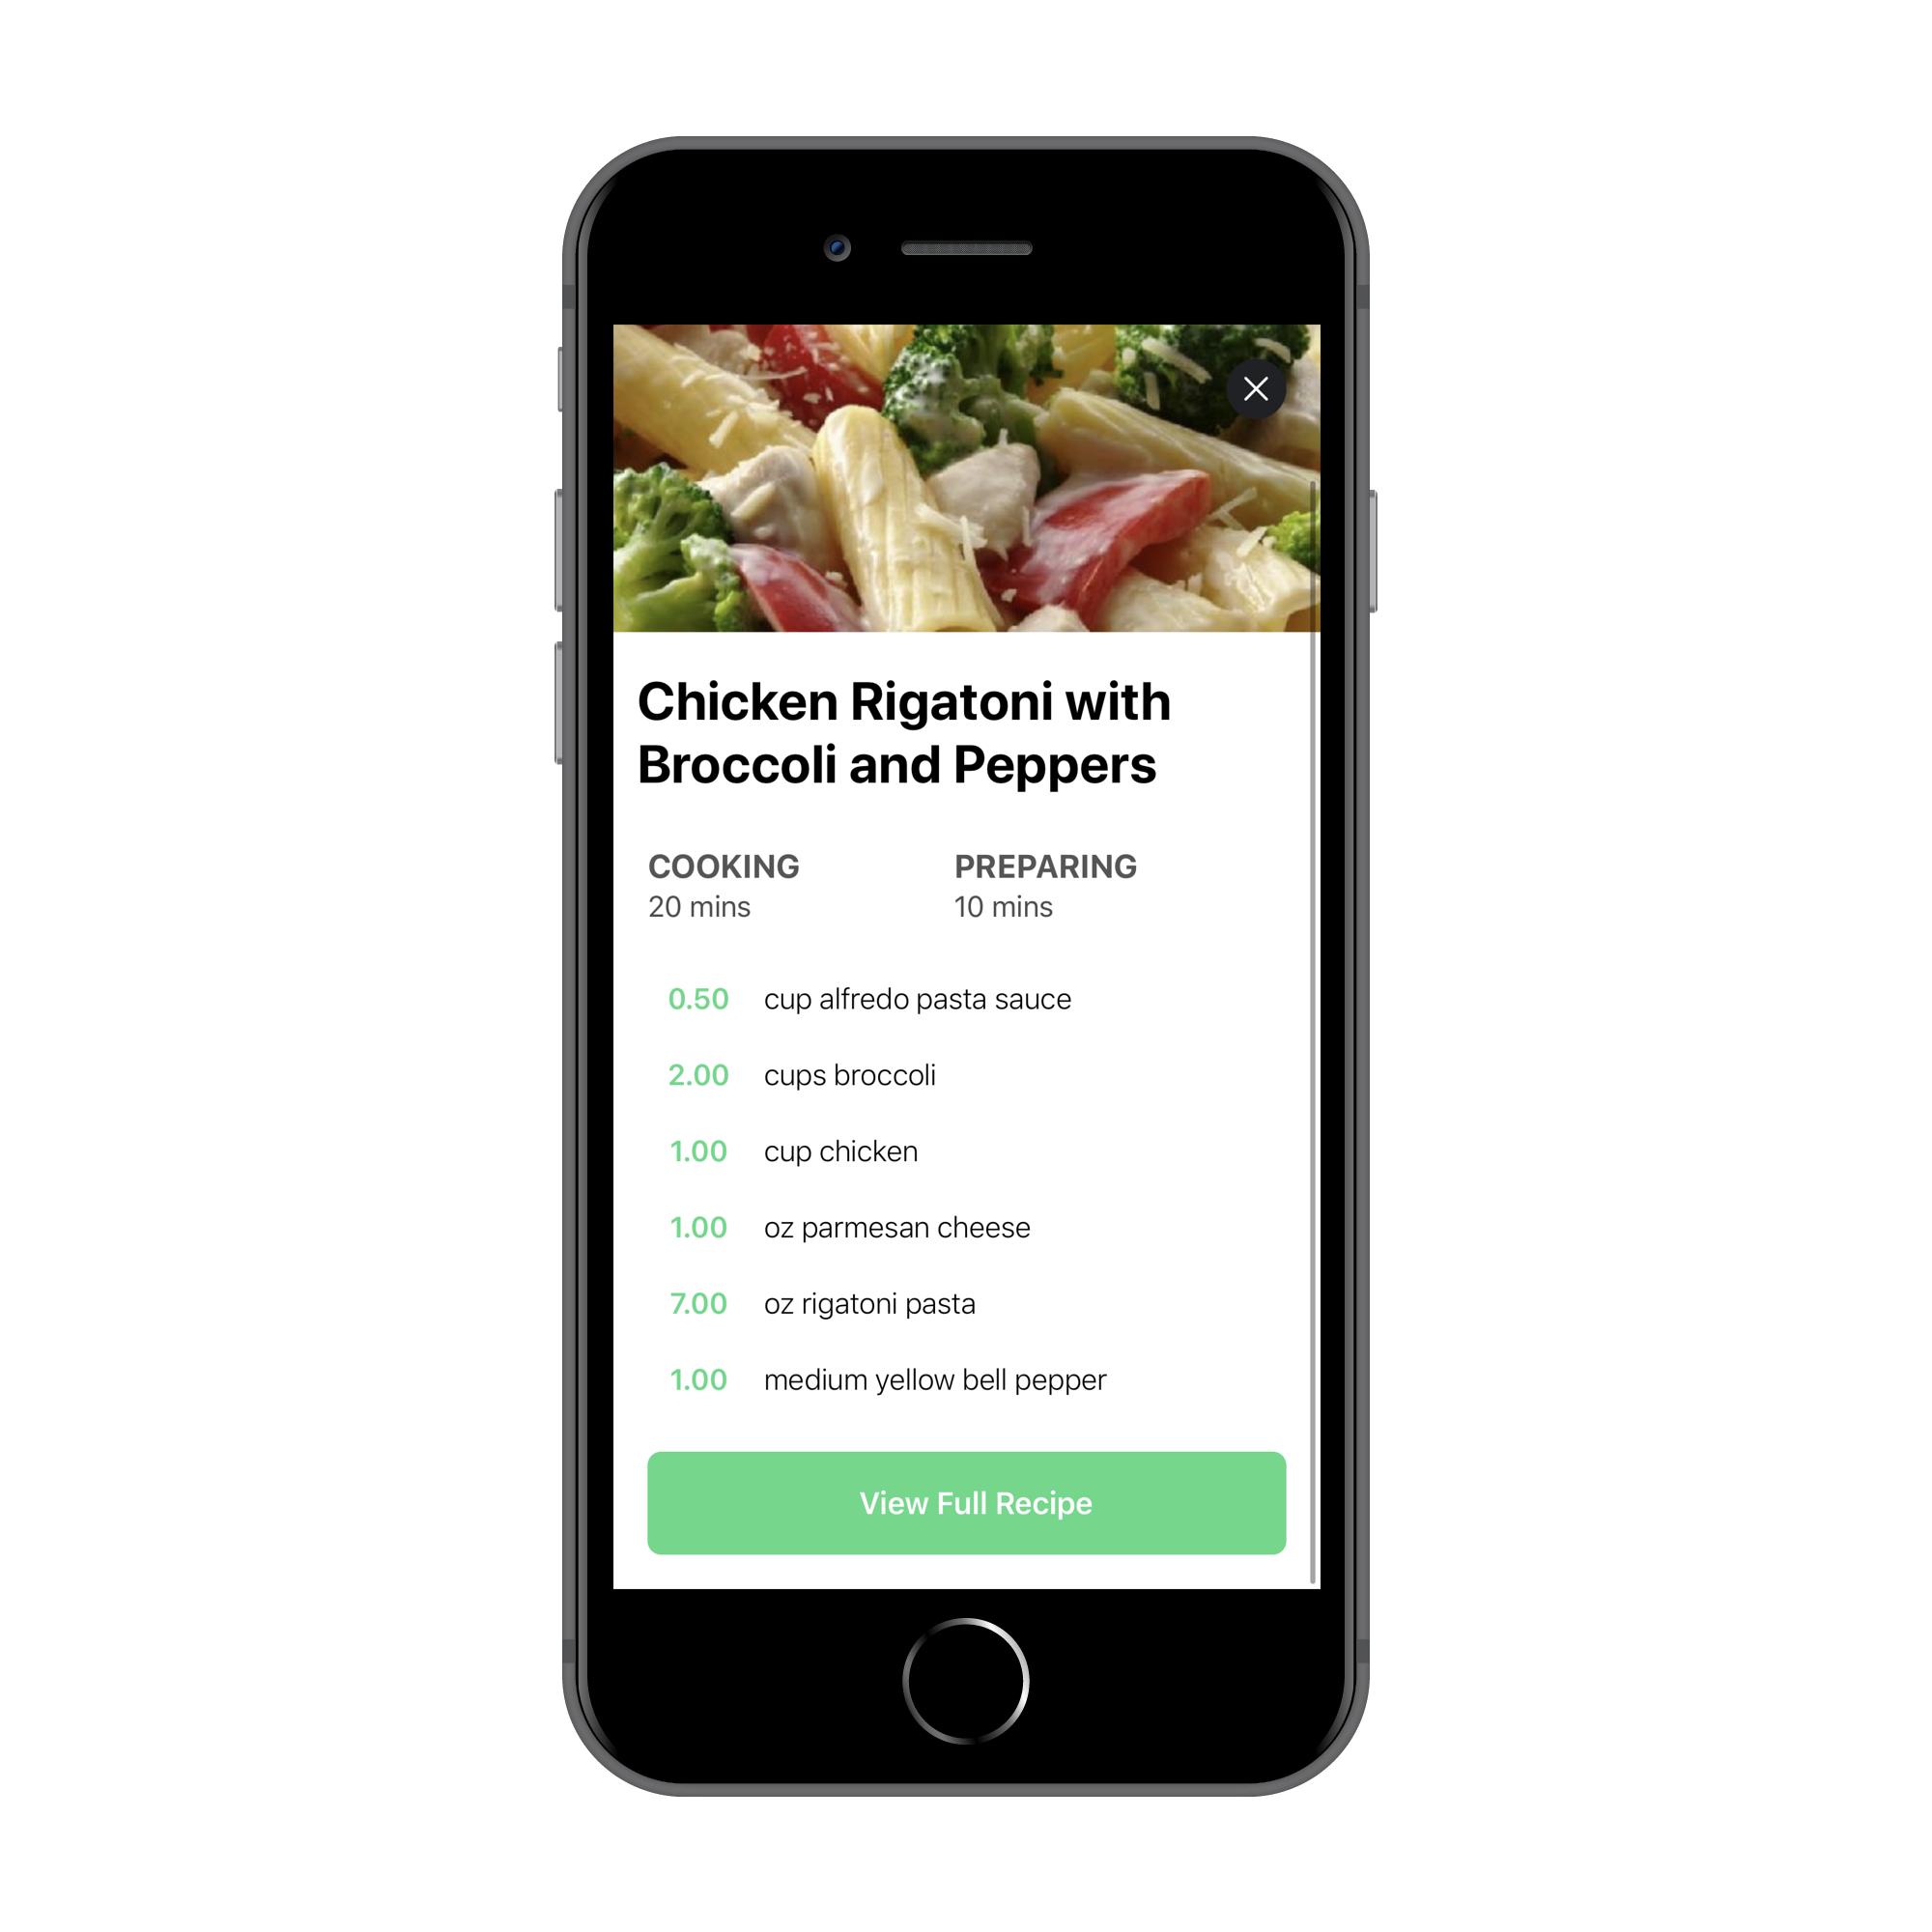 Chicken Rigatoni with
Broccoli and Peppers
COOKING PREPARING
20 mins 10 mins
0.50 cup alfredo pasta sauce
2.00 cups broccoli
1.00 cup chicken
1.00 oz parmesan cheese
7.00 oz rigatoni pasta
1.00 medium yellow bell pepper
View Full Recipe